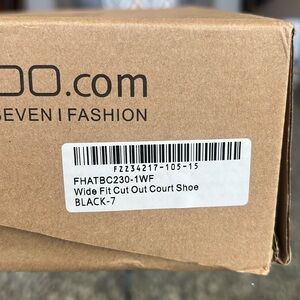 OO.com
SEVEN I FASHION
FZZ34217-105-15
FHATBC230-1WF
Wide Fit Cut Out Court Shoe
BLACK-7